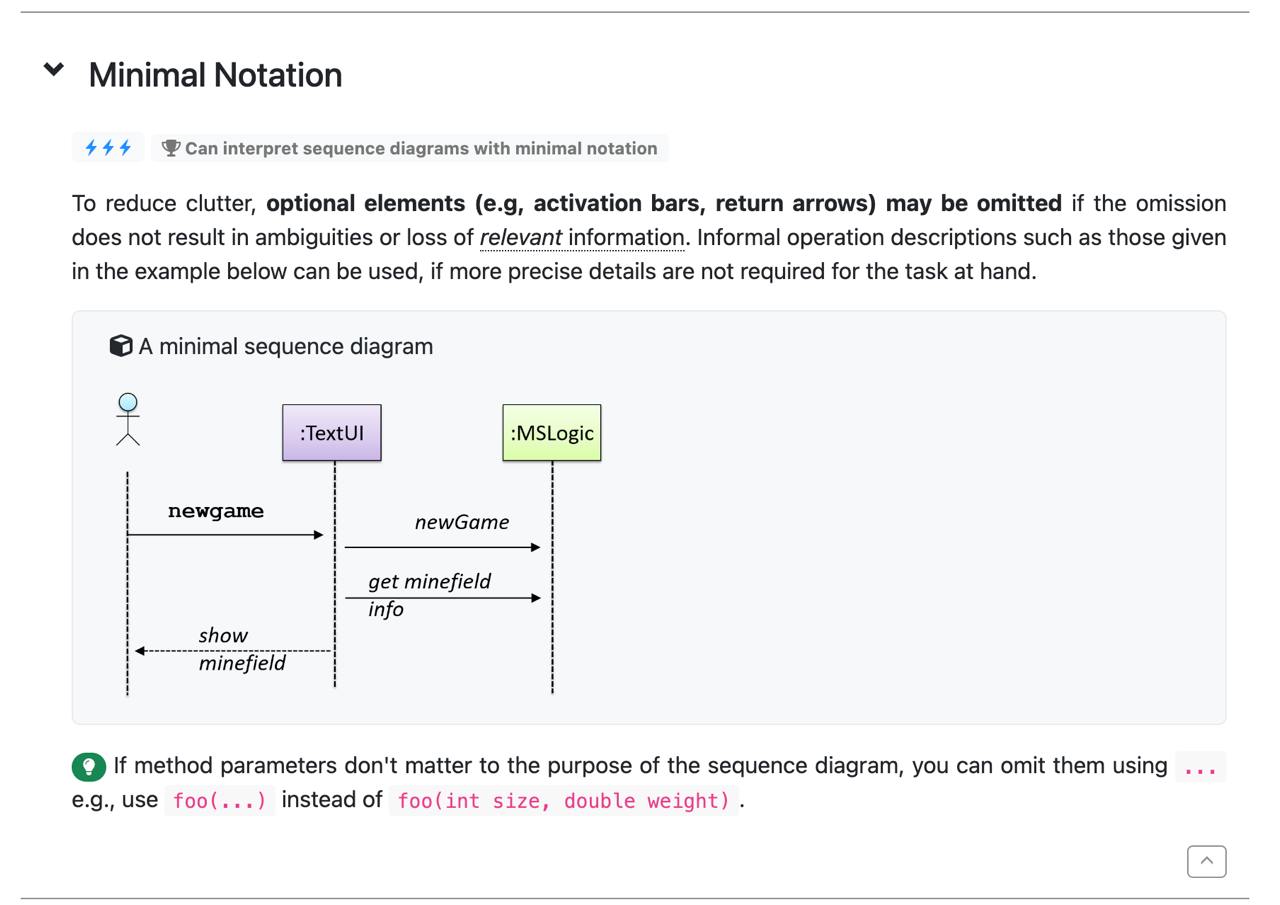 Minimal Notation
Can interpret sequence diagrams with minimal notation
To reduce clutter, optional elements (e.g, activation bars, return arrows) may be omitted if the omission
does not result in ambiguities or loss of relevant information. Informal operation descriptions such as those given
in the example below can be used, if more precise details are not required for the task at hand.
A minimal sequence diagram
:TextUI
:MSLogic
newgame
newGame
get minefield
info
show
minefield
If method parameters don't matter to the purpose of the sequence diagram, you can omit them using ...
e.g., use foo(...) instead of foo(int size, double weight) .